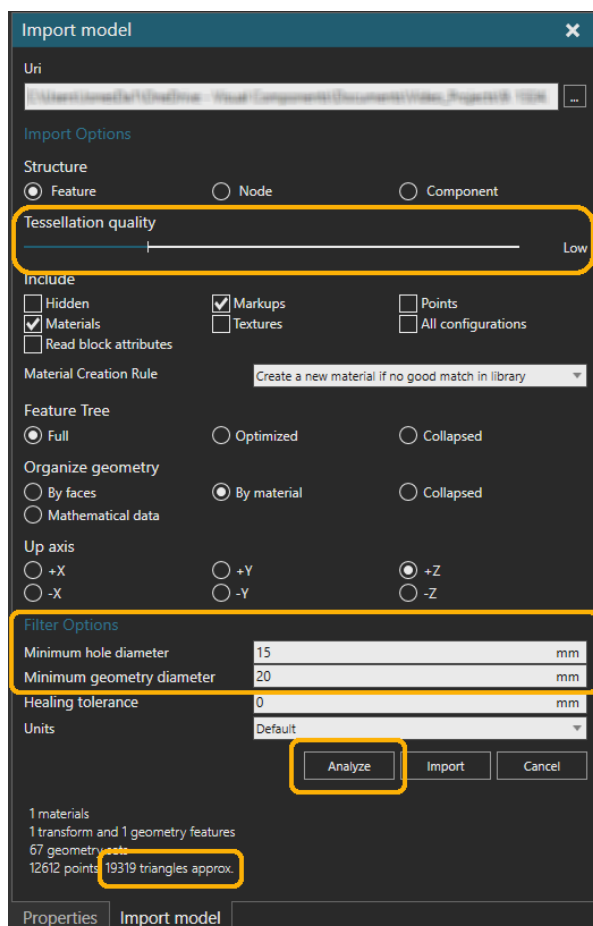 Import model
Uri
...
Import Options
Structure
Feature Node Component
Tessellation quality
Low
Include
Hidden Markups Points
Materials Textures All configurations
Read block attributes
Material Creation Rule Create a new material if no good match in library
Feature Tree
Full Optimized Collapsed
Organize geometry
By faces By material Collapsed
Mathematical data
Up axis
+X +Y +Z
-X -Y -Z
Filter Options
Minimum hole diameter 15 mm
Minimum geometry diameter 20 mm
Healing tolerance 0 mm
Units Default
Analyze Import Cancel
1 materials
1 transform and 1 geometry features
67 geometry sets
12612 points, 19319 triangles approx.
Properties Import model